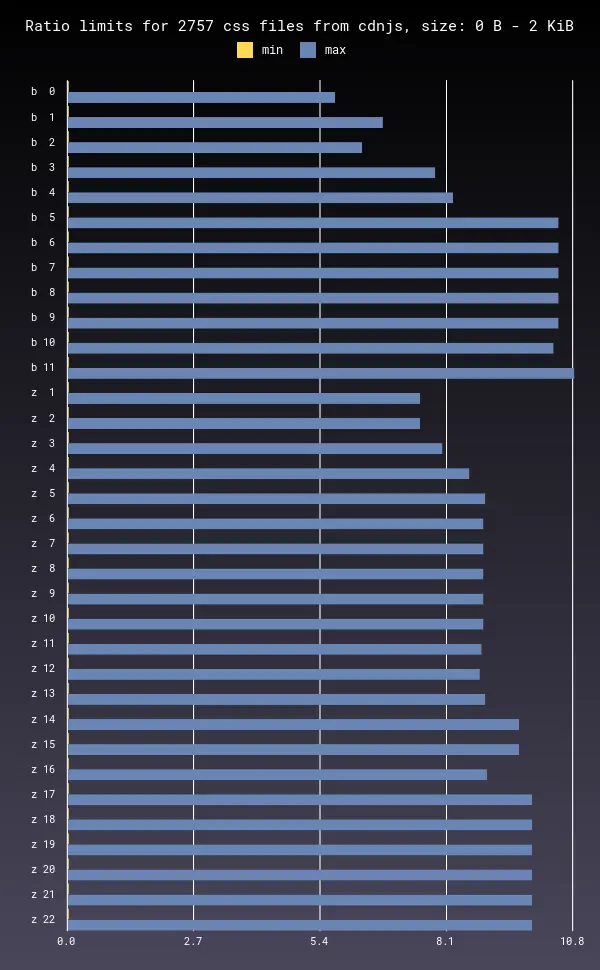 Ratio limits for 2757 css files from cdnjs, size: 0 B - 2 KiB
min max
b 0
b 1
b 2
b 3
b 4
b 5
b 6
b 7
b 8
b 9
b 10
b 11
z 1
z 2
z 3
z 4
z 5
z 6
z 7
z 8
z 9
z 10
z 11
z 12
z 13
z 14
z 15
z 16
z 17
z 18
z 19
z 20
z 21
z 22
0.0 2.7 5.4 8.1 10.8